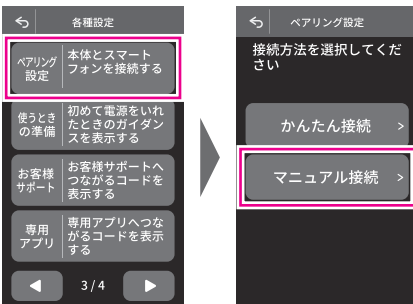 各種設定
ペアリング
設定
本体とスマート
フォンを接続する
使うとき
の準備
初めて電源をいれ
たときのガイダン
スを表示する
お客様
サポート
お客様サポートへ
つながるコードを
表示する
専用
アプリ
専用アプリへつな
がるコードを表示
する
3/4
ペアリング設定
接続方法を選択してくだ
さい
かんたん接続 >
マニュアル接続 >